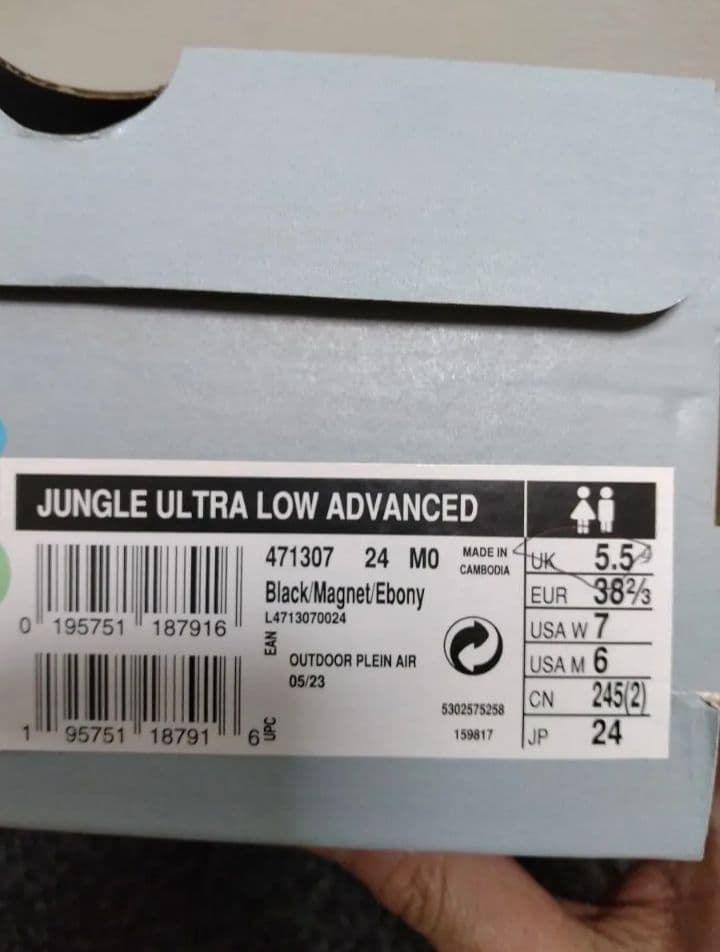 JUNGLE ULTRA LOW ADVANCED
471307 24 M0
Black/Magnet/Ebony
L4713070024
MADE IN
CAMBODIA
0 195751 187916
EAN
OUTDOOR PLEIN AIR
05/23
1 95751 18791 6
UPC
5302575258
159817
UK 5.5
EUR 38⅔
USA W 7
USA M 6
CN 245(2)
JP 24